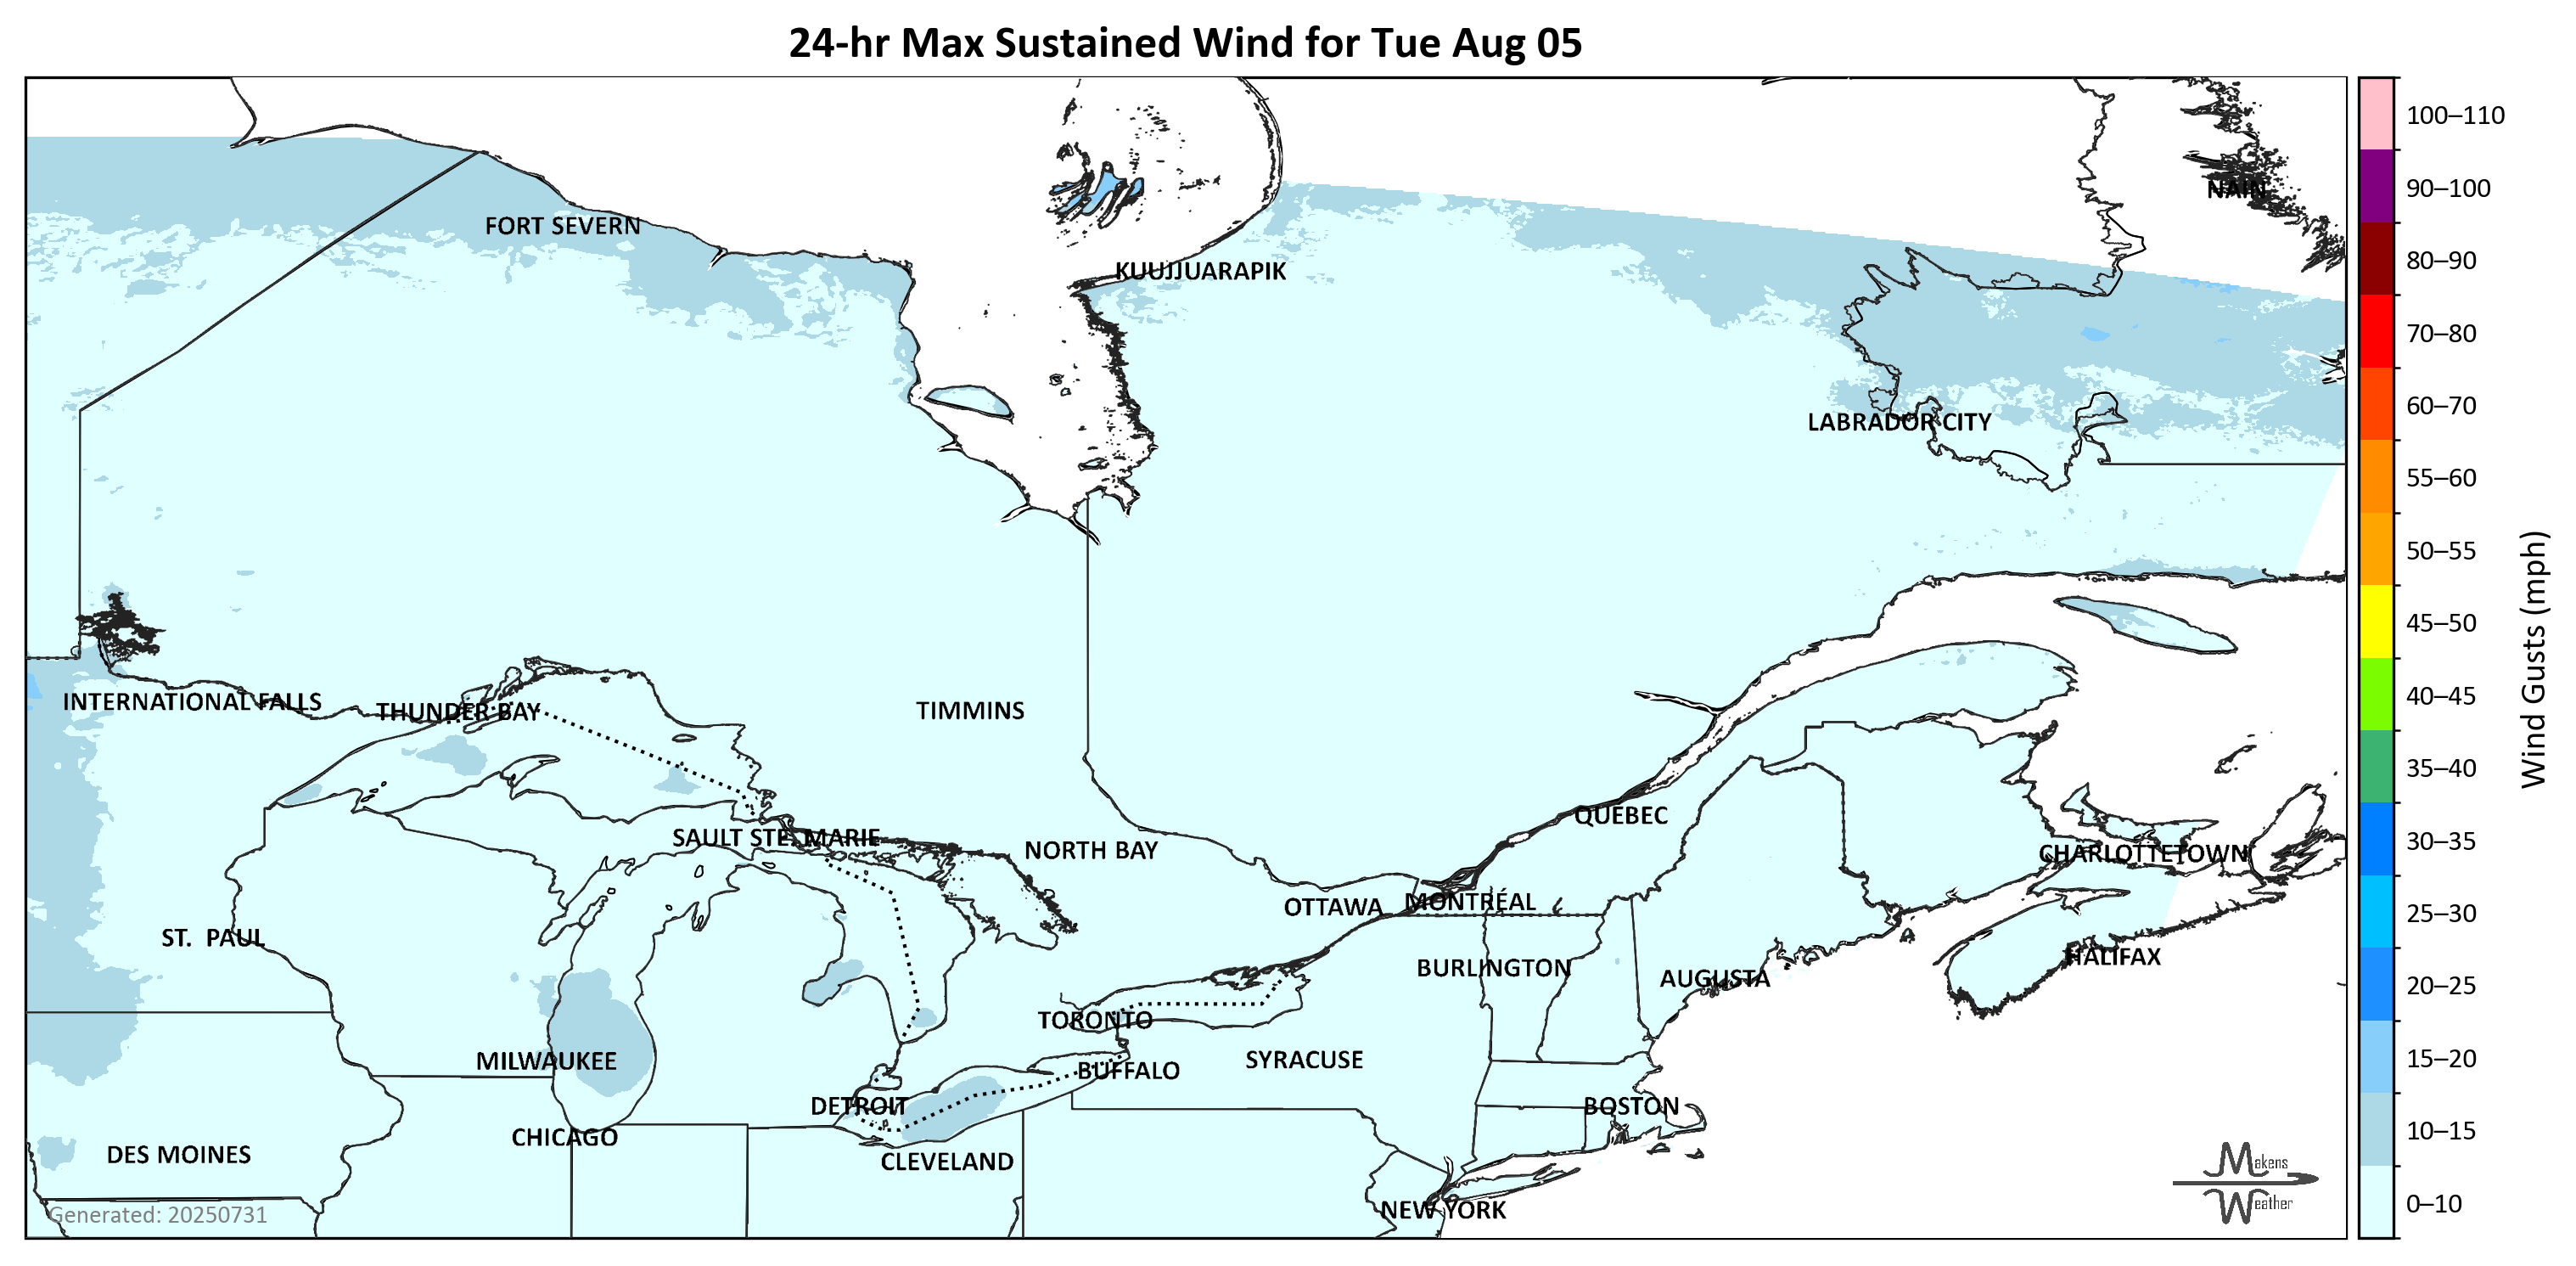 24-hr Max Sustained Wind for Tue Aug 05
100–110
90–100
NAIN
FORT SEVERN
80–90
KUUJJUARAPIK
70–80
60–70
LABRADOR CITY
55–60
50–55
45–50
Wind Gusts (mph)
INTERNATIONAL FALLS
THUNDER BAY
TIMMINS
40–45
35–40
QUÉBEC
SAULT STE. MARIE
NORTH BAY
CHARLOTTETOWN
30–35
OTTAWA
MONTRÉAL
25–30
ST. PAUL
HALIFAX
BURLINGTON
AUGUSTA
20–25
TORONTO
MILWAUKEE
SYRACUSE
15–20
BUFFALO
DETROIT
BOSTON
CHICAGO
10–15
DES MOINES
CLEVELAND
Makens
Weather
NEW YORK
0–10
Generated: 20250731